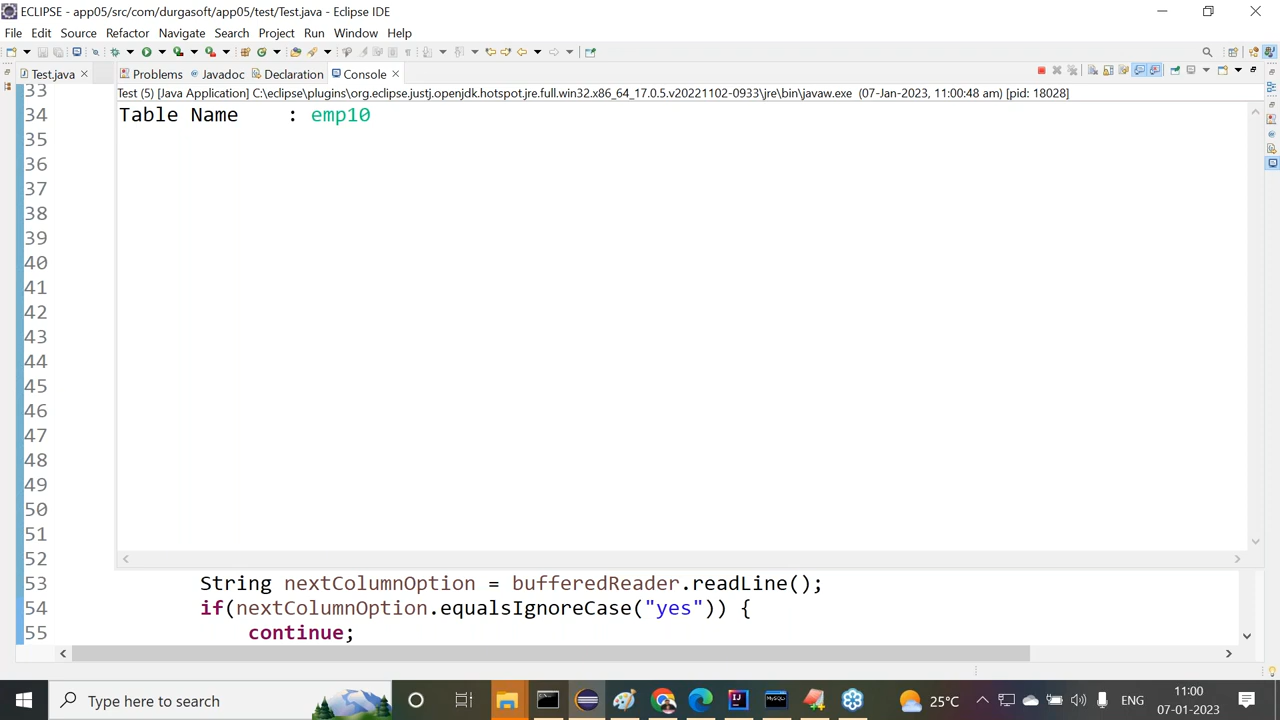 ECLIPSE - app05/src/com/durgasoft/app05/test/Test.java - Eclipse IDE
File Edit Source Refactor Navigate Search Project Run Window Help
Test.java Problems Javadoc Declaration Console
Test (5) [Java Application] C:\eclipse\plugins\org.eclipse.justj.openjdk.hotspot.jre.full.win32.x86_64_17.0.5.v20221102-0933\jre\bin\javaw.exe (07-Jan-2023, 11:00:48 am) [pid: 18028]
33
34 Table Name : emp10
35
36
37
38
39
40
41
42
43
44
45
46
47
48
49
50
51
52
53 String nextColumnOption = bufferedReader.readLine();
54 if(nextColumnOption.equalsIgnoreCase("yes")) {
55 continue;
Type here to search
25°C
ENG
11:00
07-01-2023